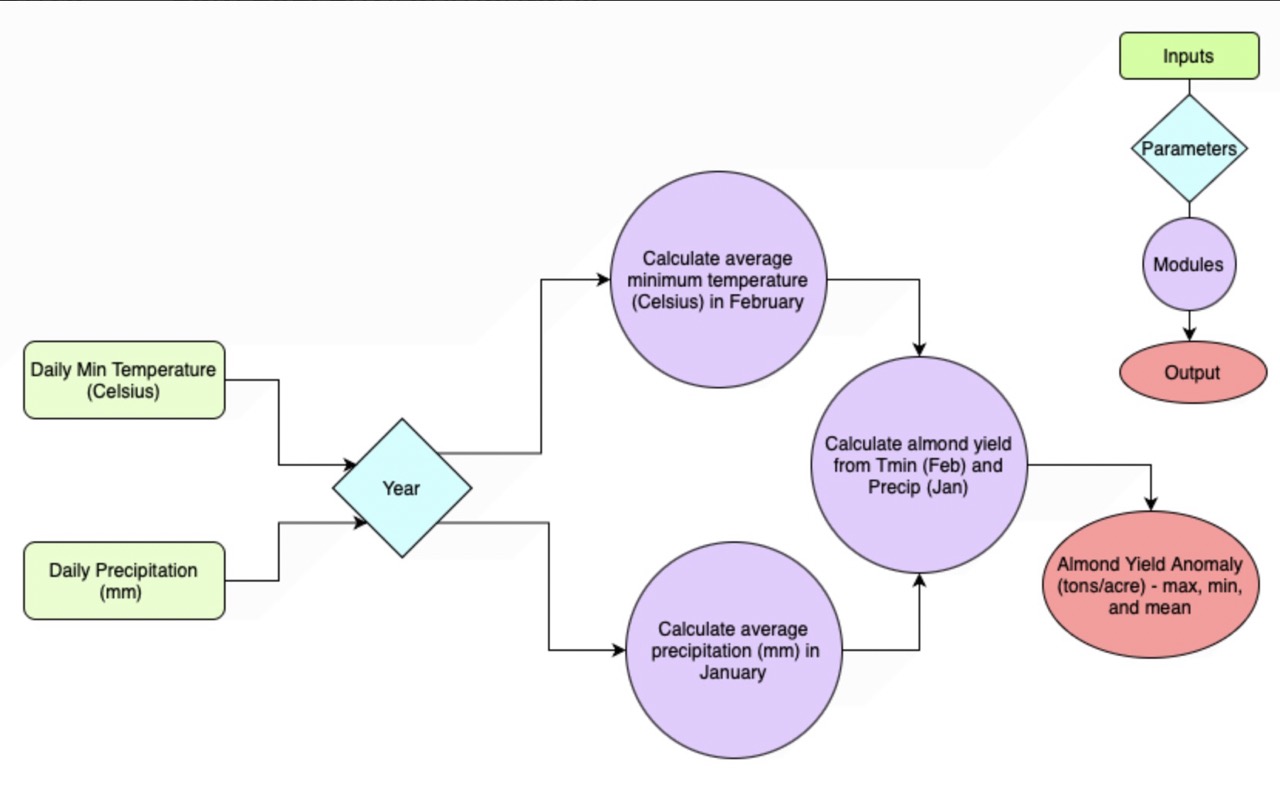 Inputs
Parameters
Modules
Output
Daily Min Temperature
(Celsius)
Daily Precipitation
(mm)
Year
Calculate average
minimum temperature
(Celsius) in February
Calculate average
precipitation (mm) in
January
Calculate almond yield
from Tmin (Feb) and
Precip (Jan)
Almond Yield Anomaly
(tons/acre) - max, min,
and mean